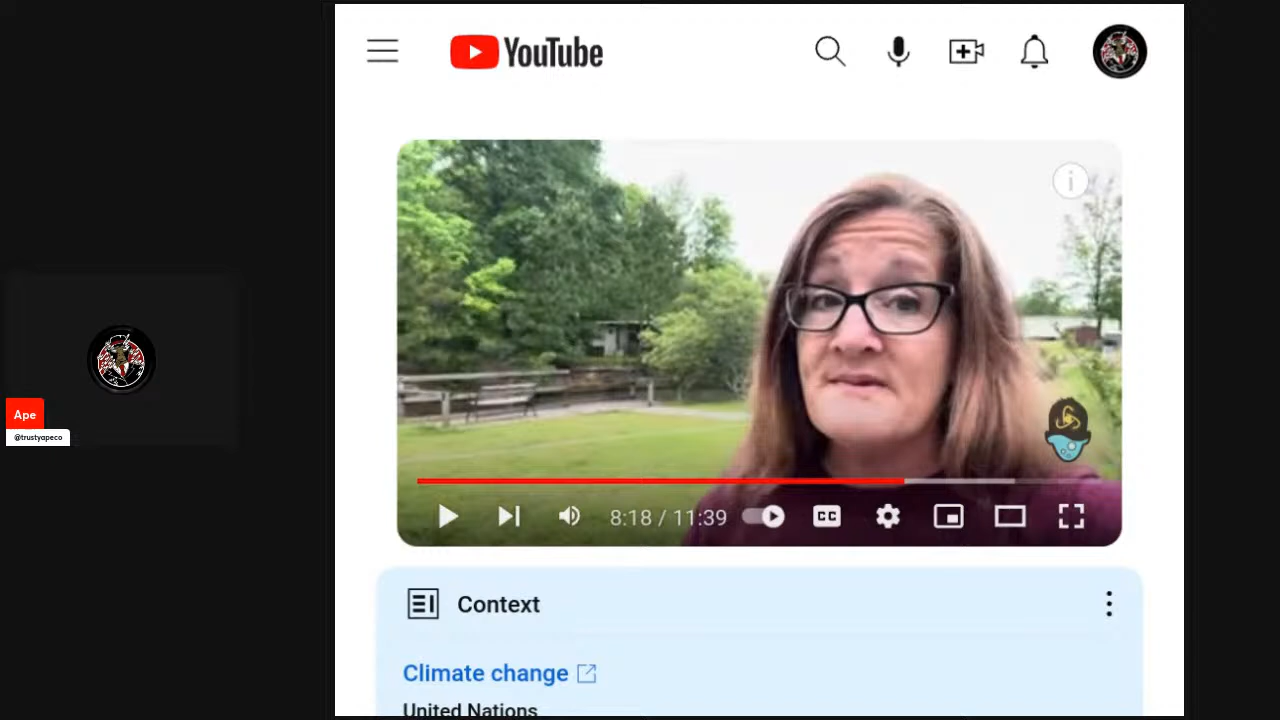 YouTube
Ape
@trustyapeco
8:18 / 11:39
CC
Context
Climate change
United Nations